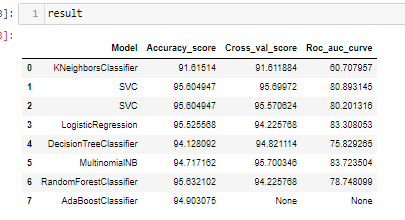 3]:
1 result
3]:
Model Accuracy_score Cross_val_score Roc_auc_curve
0 KNeighborsClassifier 91.61514 91.611884 60.707957
1 SVC 95.604947 95.69972 80.893145
2 SVC 95.604947 95.570624 80.201316
3 LogisticRegression 95.525568 94.225768 83.308053
4 DecisionTreeClassifier 94.128092 94.821114 75.829265
5 MultinomialNB 94.717162 95.700346 83.723504
6 RandomForestClassifier 95.632102 94.225768 78.748099
7 AdaBoostClassifier 94.903075 None None